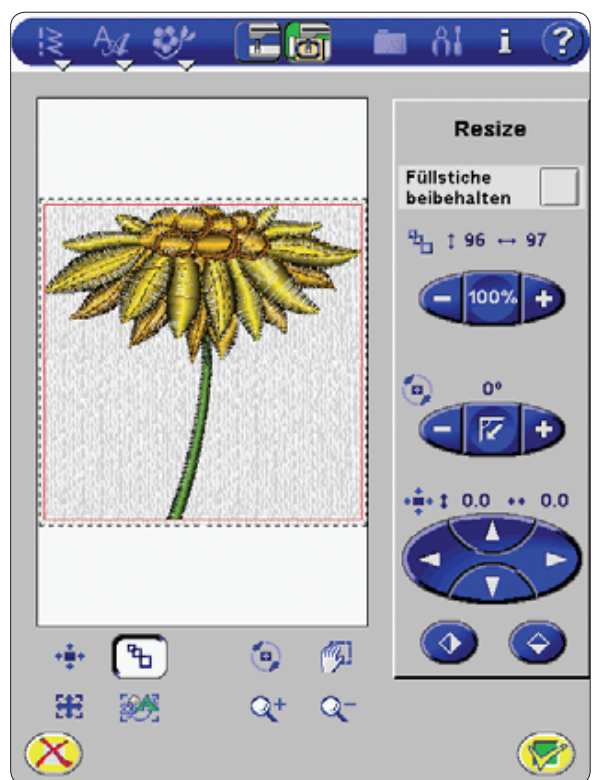 Resize
Füllstiche
beibehalten
↕ 96 ↔ 97
- 100% +
0°
- +
↕ 0.0 ↔ 0.0